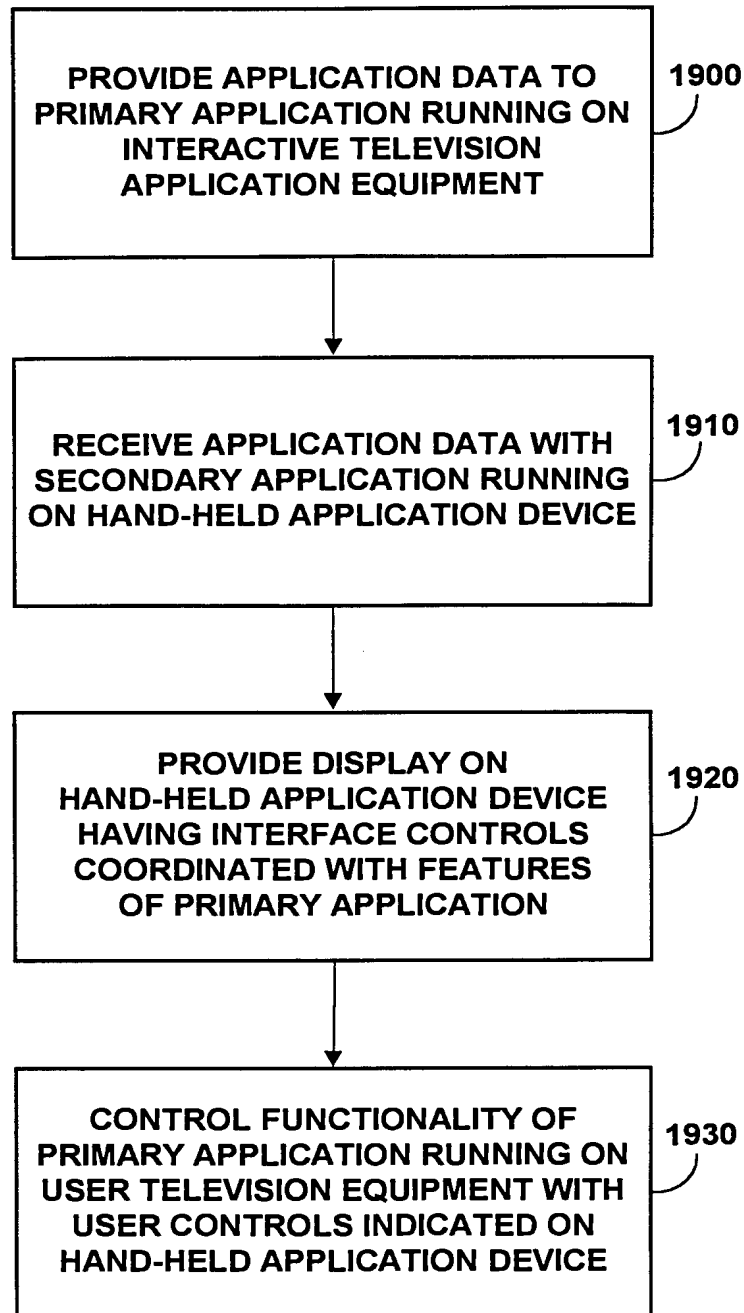 PROVIDE APPLICATION DATA TO
PRIMARY APPLICATION RUNNING ON
INTERACTIVE TELEVISION
APPLICATION EQUIPMENT
1900
RECEIVE APPLICATION DATA WITH
SECONDARY APPLICATION RUNNING
ON HAND-HELD APPLICATION DEVICE
1910
PROVIDE DISPLAY ON
HAND-HELD APPLICATION DEVICE
HAVING INTERFACE CONTROLS
COORDINATED WITH FEATURES
OF PRIMARY APPLICATION
1920
CONTROL FUNCTIONALITY OF
PRIMARY APPLICATION RUNNING ON
USER TELEVISION EQUIPMENT WITH
USER CONTROLS INDICATED ON
HAND-HELD APPLICATION DEVICE
1930